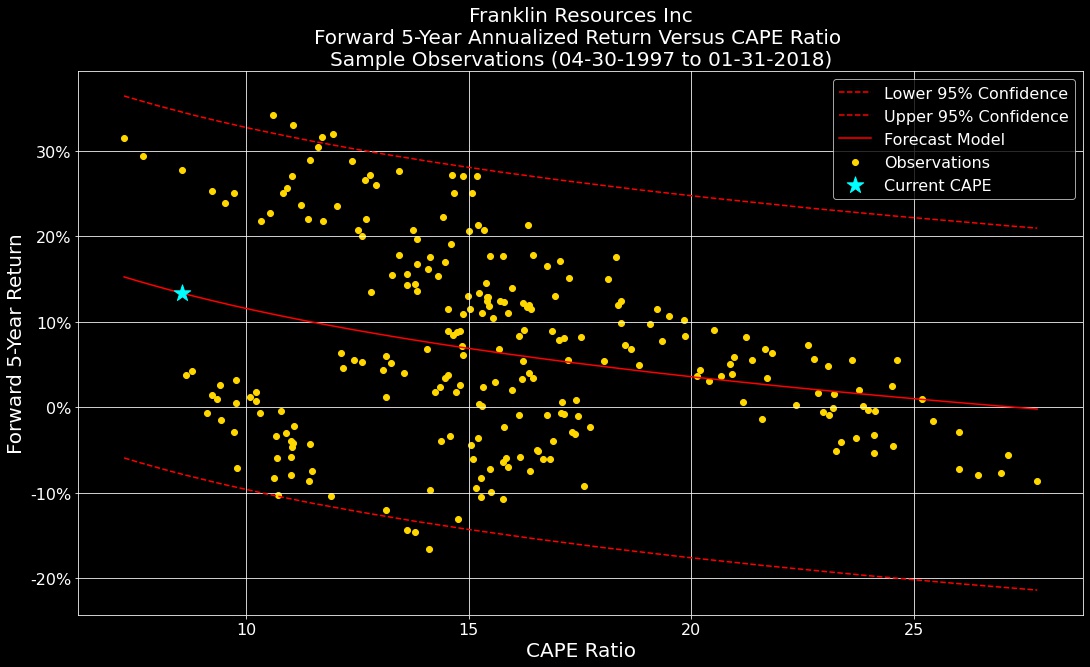 Franklin Resources Inc
Forward 5-Year Annualized Return Versus CAPE Ratio
Sample Observations (04-30-1997 to 01-31-2018)
Lower 95% Confidence
Upper 95% Confidence
Forecast Model
Observations
Current CAPE
Forward 5-Year Return
30%
20%
10%
0%
-10%
-20%
10
15
20
25
CAPE Ratio